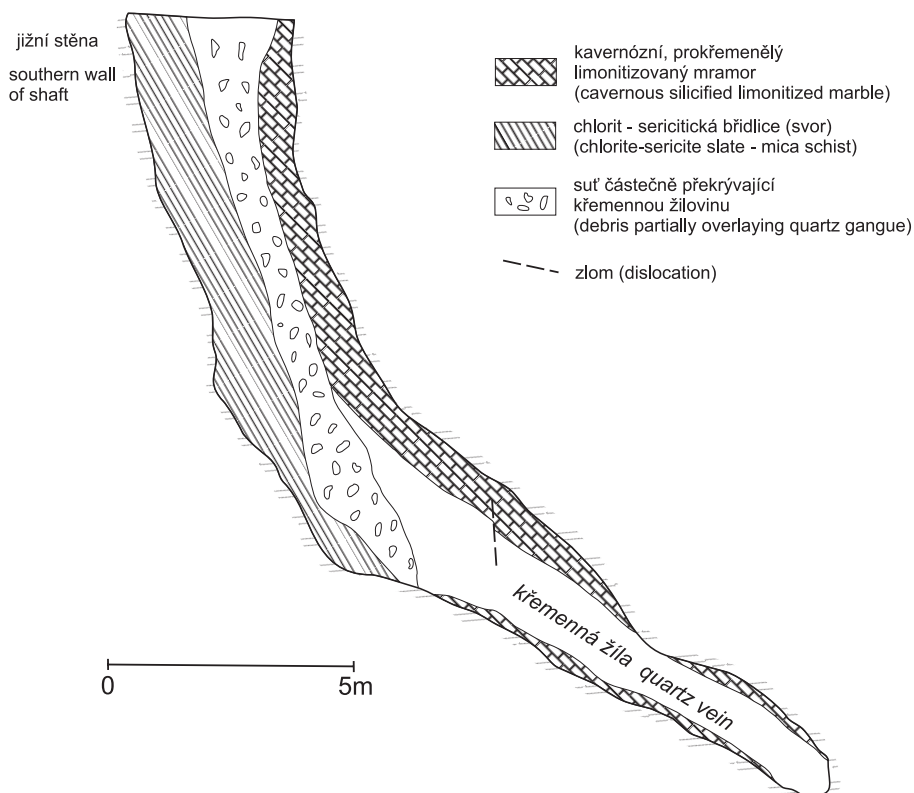 jižní stěna
southern wall
of shaft
kavernózní, prokřemenělý
limonitizovaný mramor
(cavernous silicified limonitized marble)
chlorit - sericitická břidlice (svor)
(chlorite-sericite slate - mica schist)
suť částečně překrývající
křemennou žilovinu
(debris partially overlaying quartz gangue)
zlom (dislocation)
křemenná žíla quartz vein
0 5m